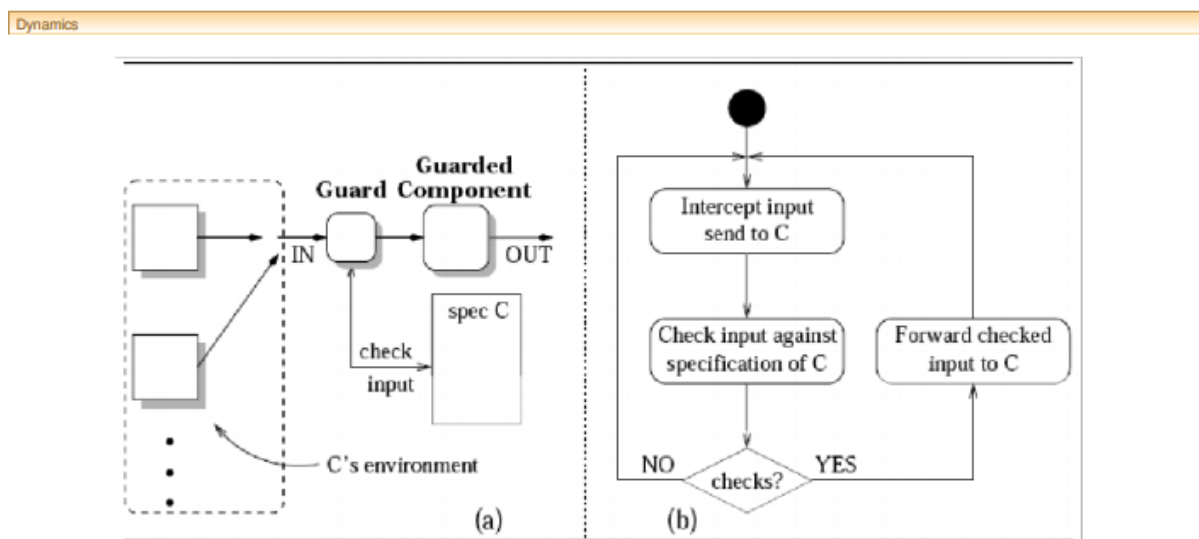 Dynamics
Guarded
Guard Component
IN
OUT
spec C
check
input
C's environment
(a)
Intercept input
send to C
Check input against
specification of C
Forward checked
input to C
NO
YES
checks?
(b)